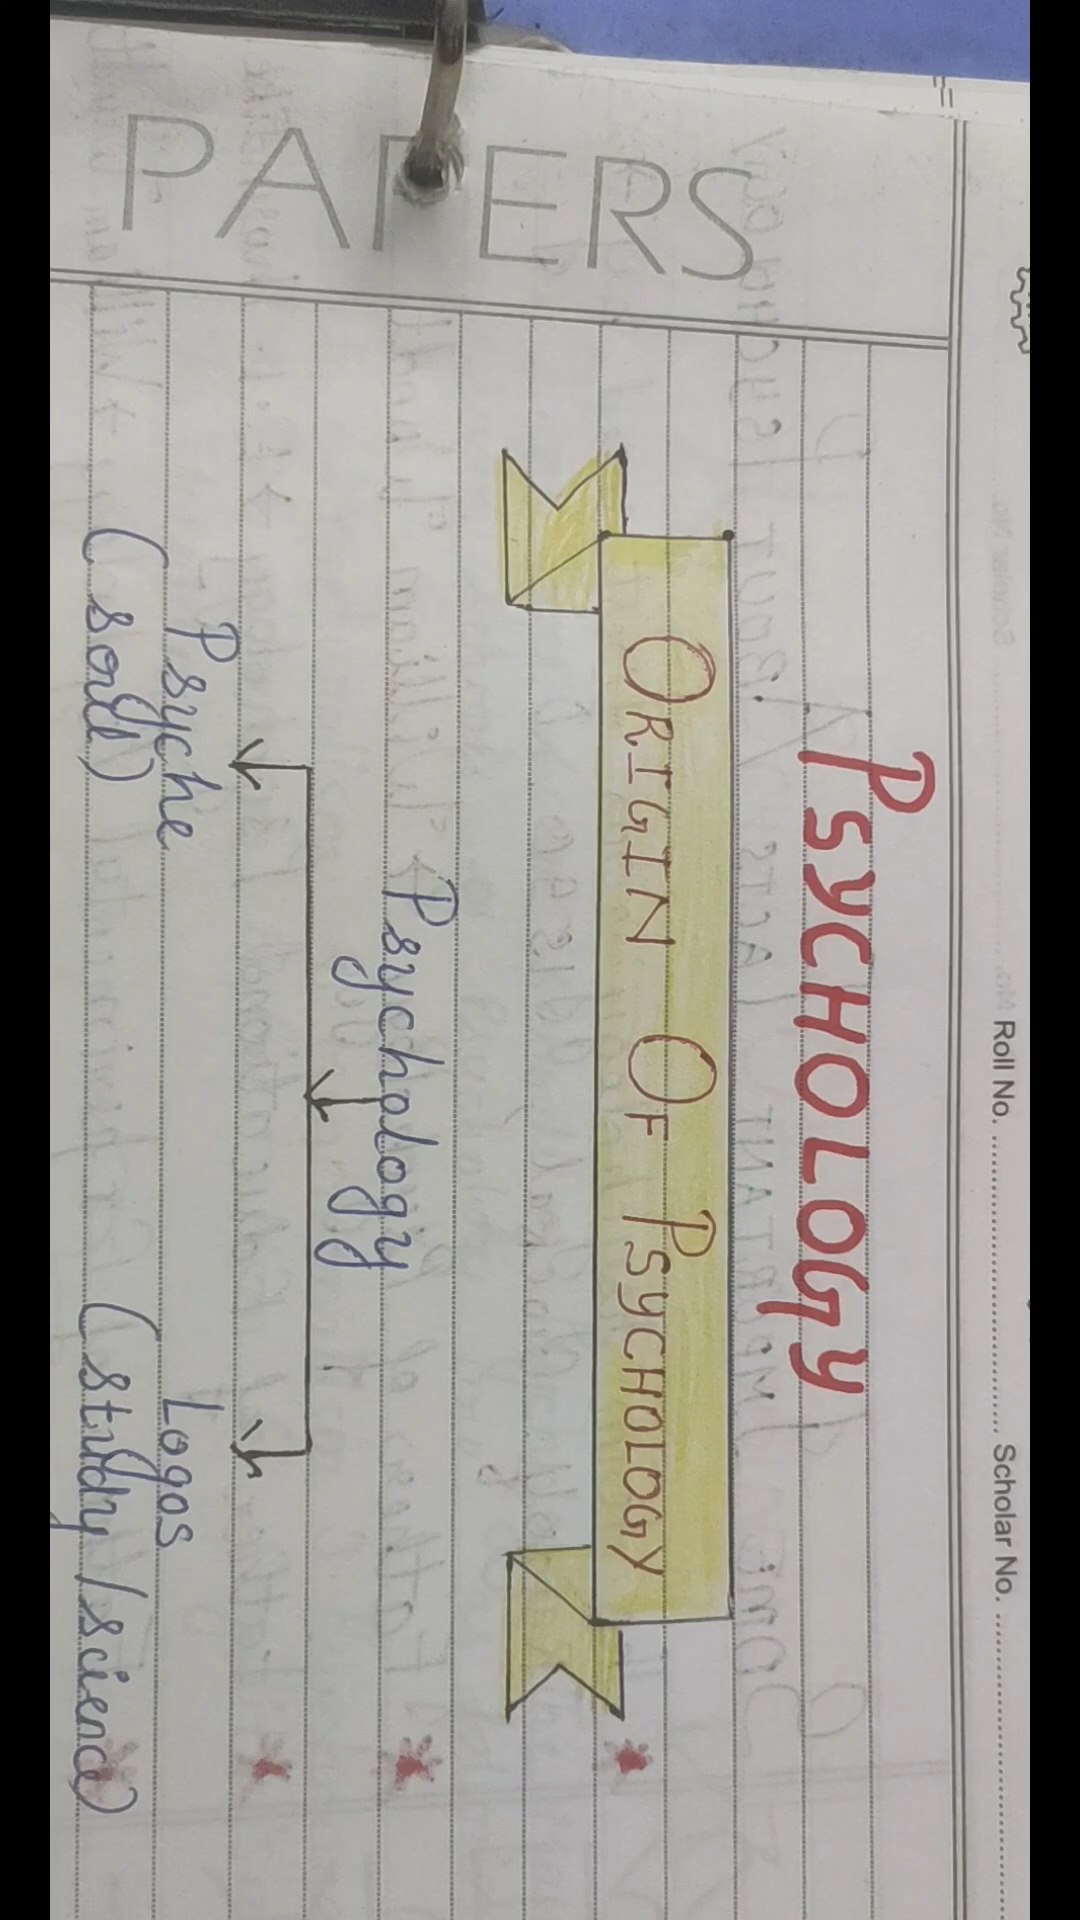 PAPERS
Roll No. .................... Scholar No. ....................
PSYCHOLOGY
ORIGIN OF PSYCHOLOGY
Psychology
Psyche Logos
(soul) (study/science)